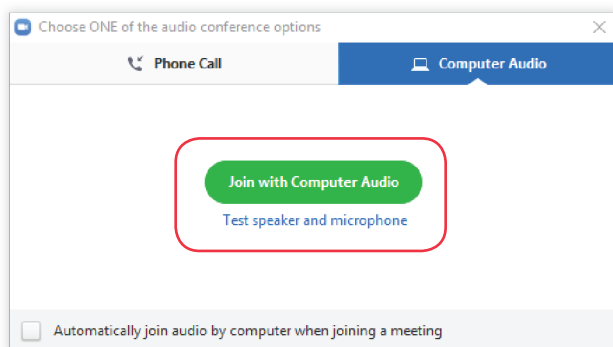 Choose ONE of the audio conference options
Phone Call
Computer Audio
Join with Computer Audio
Test speaker and microphone
Automatically join audio by computer when joining a meeting